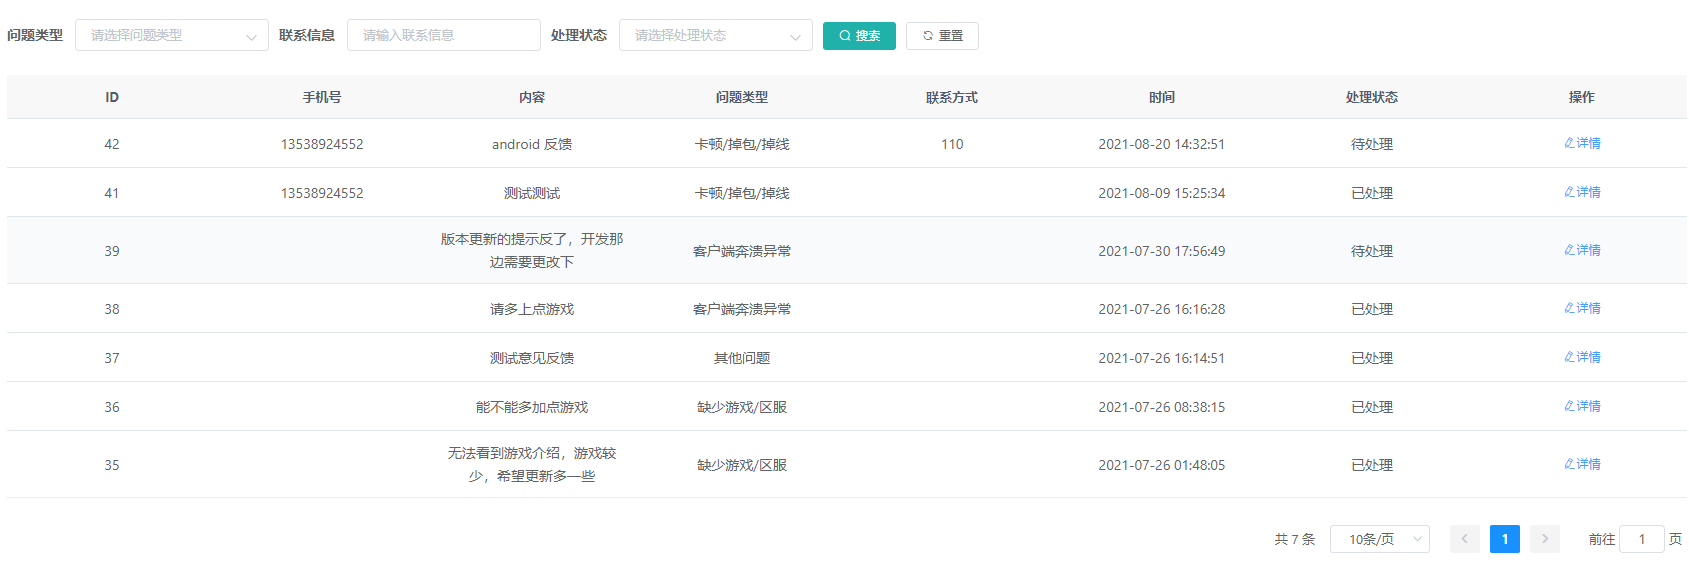 问题类型 请选择问题类型 联系信息 请输入联系信息 处理状态 请选择处理状态 搜索 重置
ID 手机号 内容 问题类型 联系方式 时间 处理状态 操作
42 13538924552 android 反馈 卡顿/掉包/掉线 110 2021-08-20 14:32:51 待处理 详情
41 13538924552 测试测试 卡顿/掉包/掉线 2021-08-09 15:25:34 已处理 详情
版本更新的提示反了，开发那
39 客户端奔溃异常 2021-07-30 17:56:49 待处理 详情
边需要更改下
38 请多上点游戏 客户端奔溃异常 2021-07-26 16:16:28 已处理 详情
37 测试意见反馈 其他问题 2021-07-26 16:14:51 已处理 详情
36 能不能多加点游戏 缺少游戏/区服 2021-07-26 08:38:15 已处理 详情
无法看到游戏介绍，游戏较
35 缺少游戏/区服 2021-07-26 01:48:05 已处理 详情
少，希望更新多一些
共 7 条 10条/页 1 前往 1 页